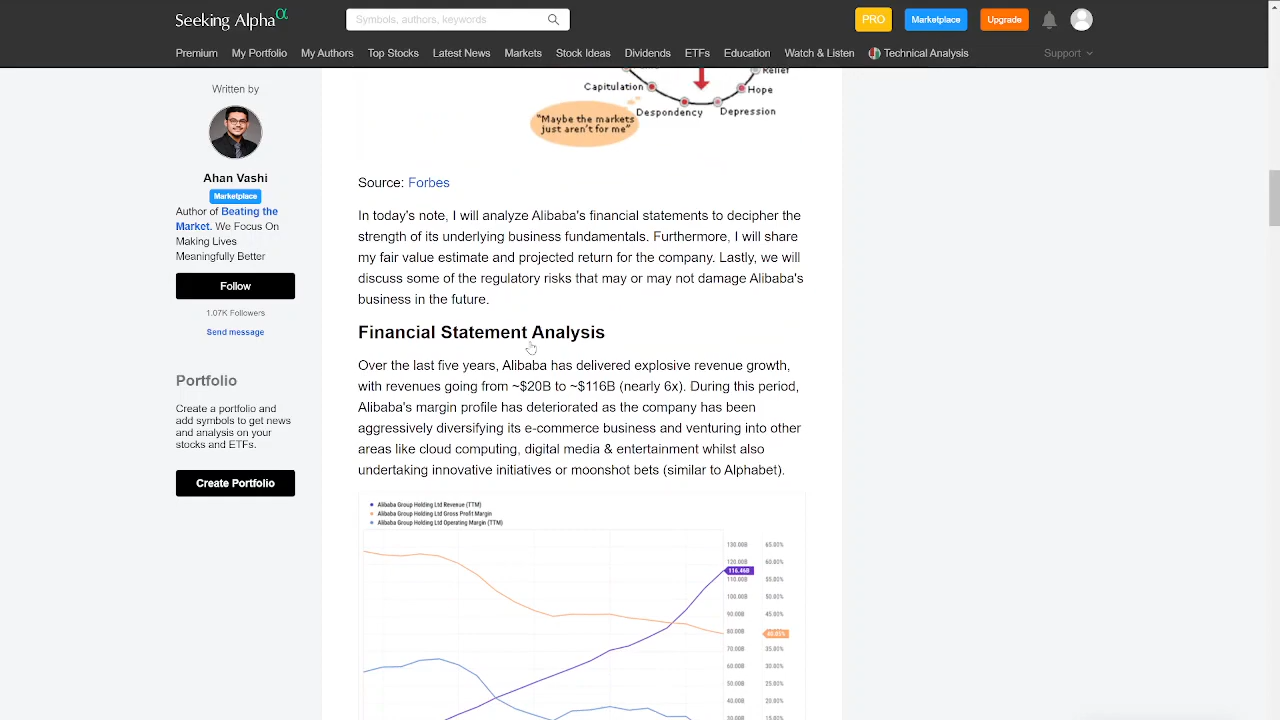 Seeking Alpha α
Symbols, authors, keywords
PRO
Marketplace
Upgrade
Premium
My Portfolio
My Authors
Top Stocks
Latest News
Markets
Stock Ideas
Dividends
ETFs
Education
Watch & Listen
Technical Analysis
Support
Written by
Ahan Vashi
Marketplace
Author of Beating the
Market. We Focus On
Making Lives
Meaningfully Better
Follow
1.07K Followers
Send message
Portfolio
Create a portfolio and
add symbols to get news
and analysis on your
stocks and ETFs.
Create Portfolio
Relief
Capitulation
Hope
Despondency
Depression
"Maybe the markets
just aren't for me"
Source: Forbes
In today's note, I will analyze Alibaba's financial statements to decipher the
strength of its underlying business fundamentals. Furthermore, I will share
my fair value estimate and projected return for the company. Lastly, we will
discuss some of the regulatory risks that may or may not damage Alibaba's
business in the future.
Financial Statement Analysis
Over the last five years, Alibaba has delivered explosive revenue growth,
with revenues going from ~$20B to ~$116B (nearly 6x). During this period,
Alibaba's margin profile has deteriorated as the company has been
aggressively diversifying its e-commerce business and venturing into other
areas like cloud computing, digital media & entertainment whilst also
undertaking innovative initiatives or moonshot bets (similar to Alphabet).
Alibaba Group Holding Ltd Revenue (TTM)
Alibaba Group Holding Ltd Gross Profit Margin
Alibaba Group Holding Ltd Operating Margin (TTM)
130.00B 65.00%
120.00B 60.00%
116.46B
110.00B 55.00%
100.00B 50.00%
90.00B 45.00%
80.00B
70.00B 35.00%
60.00B 30.00%
50.00B 25.00%
40.00B 20.00%
30.00B 15.00%